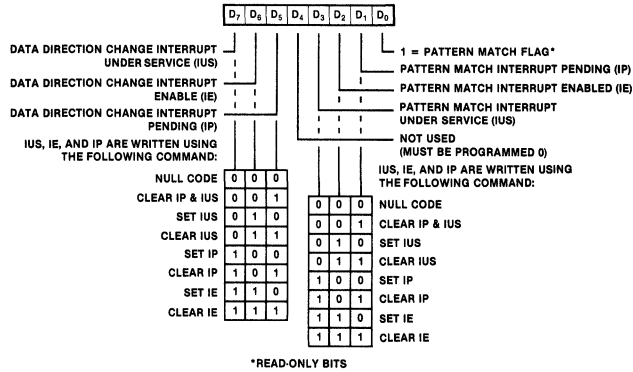 D7 D6 D5 D4 D3 D2 D1 D0
DATA DIRECTION CHANGE INTERRUPT
UNDER SERVICE (IUS)
DATA DIRECTION CHANGE INTERRUPT
ENABLE (IE)
DATA DIRECTION CHANGE INTERRUPT
PENDING (IP)
IUS, IE, AND IP ARE WRITTEN USING
THE FOLLOWING COMMAND:
NULL CODE 0 0 0
CLEAR IP & IUS 0 0 1
SET IUS 0 1 0
CLEAR IUS 0 1 1
SET IP 1 0 0
CLEAR IP 1 0 1
SET IE 1 1 0
CLEAR IE 1 1 1
1 = PATTERN MATCH FLAG*
PATTERN MATCH INTERRUPT PENDING (IP)
PATTERN MATCH INTERRUPT ENABLED (IE)
PATTERN MATCH INTERRUPT
UNDER SERVICE (IUS)
NOT USED
(MUST BE PROGRAMMED 0)
IUS, IE, AND IP ARE WRITTEN USING
THE FOLLOWING COMMAND:
0 0 0 NULL CODE
0 0 1 CLEAR IP & IUS
0 1 0 SET IUS
0 1 1 CLEAR IUS
1 0 0 SET IP
1 0 1 CLEAR IP
1 1 0 SET IE
1 1 1 CLEAR IE
*READ-ONLY BITS